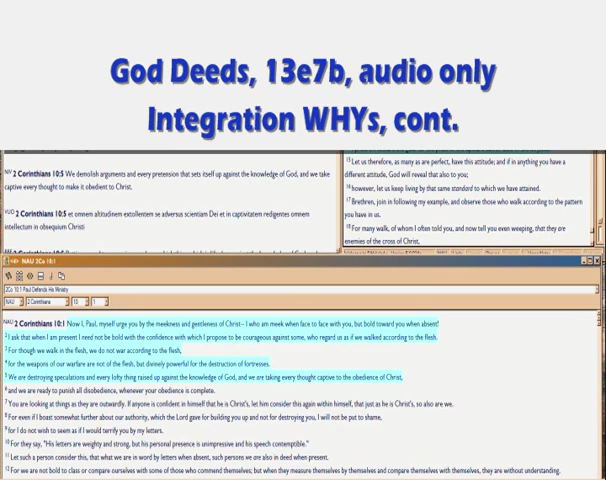 God Deeds, 13e7b, audio only
Integration WHYs, cont.
NIV 2 Corinthians 10:5 We demolish arguments and every pretension that sets itself up against the knowledge of God, and we take
captive every thought to make it obedient to Christ.
VUO 2 Corinthians 10:5 et omnem altitudinem extollentem se adversus scientiam Dei et in captivitatem redigentes omnem
intellectum in obsequium Christi
15 Let us therefore, as many as are perfect, have this attitude; and if in anything you have a
different attitude, God will reveal that also to you;
16 however, let us keep living by that same standard to which we have attained.
17 Brethren, join in following my example, and observe those who walk according to the pattern
you have in us.
18 For many walk, of whom I often told you, and now tell you even weeping, that they are
enemies of the cross of Christ,
NAU 2Co 10:1
2Co 10:1 Paul Defends His Ministry
NAU 2 Corinthians 10 1
NAU 2 Corinthians 10:1 Now I, Paul, myself urge you by the meekness and gentleness of Christ-- I who am meek when face to face with you, but bold toward you when absent!
2 I ask that when I am present I need not be bold with the confidence with which I propose to be courageous against some, who regard us as if we walked according to the flesh.
3 For though we walk in the flesh, we do not war according to the flesh,
4 for the weapons of our warfare are not of the flesh, but divinely powerful for the destruction of fortresses.
5 We are destroying speculations and every lofty thing raised up against the knowledge of God, and we are taking every thought captive to the obedience of Christ,
6 and we are ready to punish all disobedience, whenever your obedience is complete.
7 You are looking at things as they are outwardly. If anyone is confident in himself that he is Christ's, let him consider this again within himself, that just as he is Christ's, so also are we.
8 For even if I boast somewhat further about our authority, which the Lord gave for building you up and not for destroying you, I will not be put to shame,
9 for I do not wish to seem as if I would terrify you by my letters.
10 For they say, "His letters are weighty and strong, but his personal presence is unimpressive and his speech contemptible."
11 Let such a person consider this, that what we are in word by letters when absent, such persons we are also in deed when present.
12 For we are not bold to class or compare ourselves with some of those who commend themselves; but when they measure themselves by themselves and compare themselves with themselves, they are without understanding.